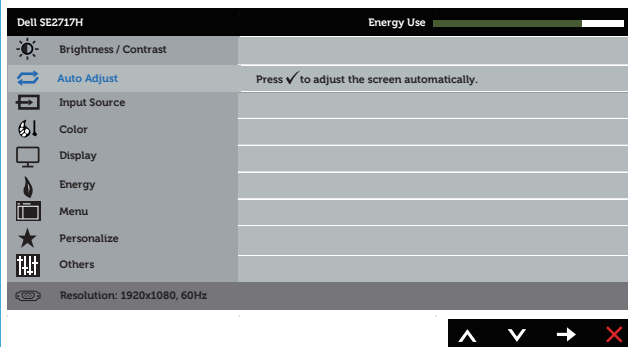 Dell SE2717H Energy Use
Brightness / Contrast
Auto Adjust Press ✓ to adjust the screen automatically.
Input Source
Color
Display
Energy
Menu
Personalize
Others
Resolution: 1920x1080, 60Hz